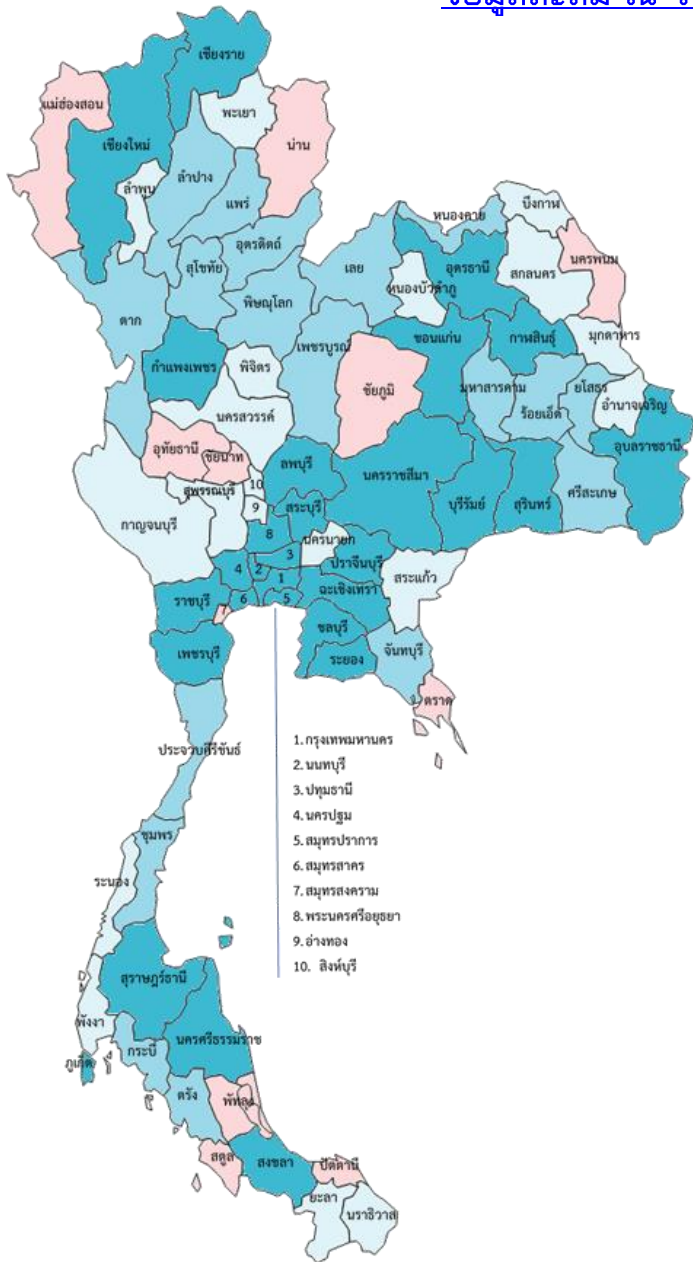 เชียงราย
แม่ฮ่องสอน
พะเยา
เชียงใหม่
น่าน
ลำปาง
ลำพูน
แพร่
บึงกาฬ
หนองคาย
อุตรดิตถ์
นครพนม
สุโขทัย
เลย
อุดรธานี
สกลนคร
หนองบัวลำภู
พิษณุโลก
ตาก
เพชรบูรณ์
ขอนแก่น
กาฬสินธุ์
มุกดาหาร
กำแพงเพชร
พิจิตร
ชัยภูมิ
มหาสารคาม
ยโสธร
อำนาจเจริญ
ร้อยเอ็ด
นครสวรรค์
อุบลราชธานี
อุทัยธานี
ชัยนาท
ลพบุรี
นครราชสีมา
บุรีรัมย์
สุรินทร์
ศรีสะเกษ
สุพรรณบุรี
10
กาญจนบุรี
9
สระบุรี
8
นครนายก
ปราจีนบุรี
3
4
2
1
สระแก้ว
ราชบุรี
6
5
ฉะเชิงเทรา
7
ชลบุรี
เพชรบุรี
ระยอง
จันทบุรี
ตราด
ประจวบคีรีขันธ์
1. กรุงเทพมหานคร
2. นนทบุรี
3. ปทุมธานี
4. นครปฐม
5. สมุทรปราการ
6. สมุทรสาคร
7. สมุทรสงคราม
8. พระนครศรีอยุธยา
9. อ่างทอง
10. สิงห์บุรี
ชุมพร
ระนอง
สุราษฎร์ธานี
พังงา
นครศรีธรรมราช
กระบี่
ภูเก็ต
ตรัง
พัทลุง
สตูล
สงขลา
ปัตตานี
ยะลา
นราธิวาส